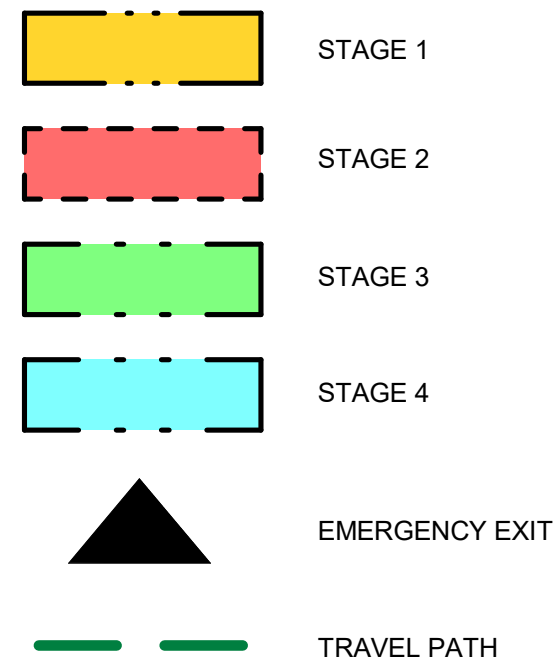 STAGE 1
STAGE 2
STAGE 3
STAGE 4
EMERGENCY EXIT
TRAVEL PATH